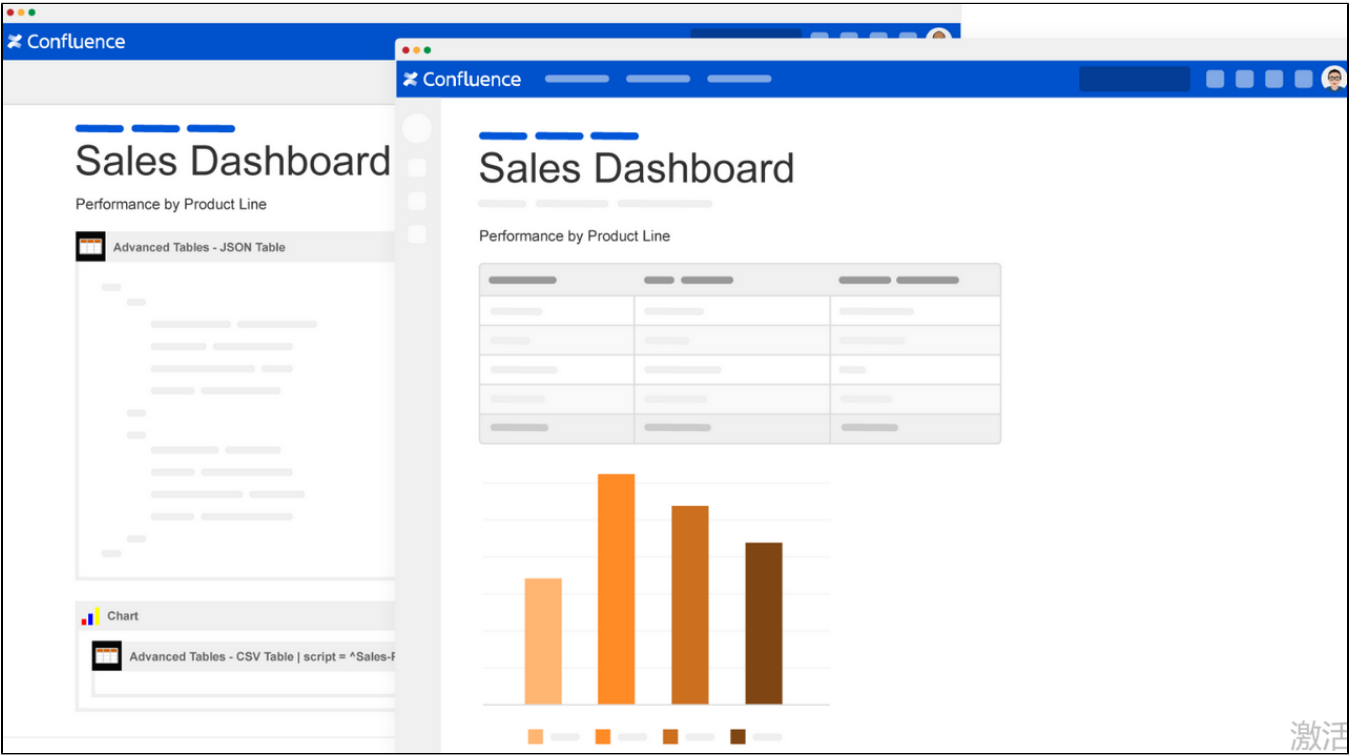 Confluence
Sales Dashboard
Performance by Product Line
Advanced Tables - JSON Table
Chart
Advanced Tables - CSV Table | script = ^Sales-
Confluence
Sales Dashboard
Performance by Product Line
激活